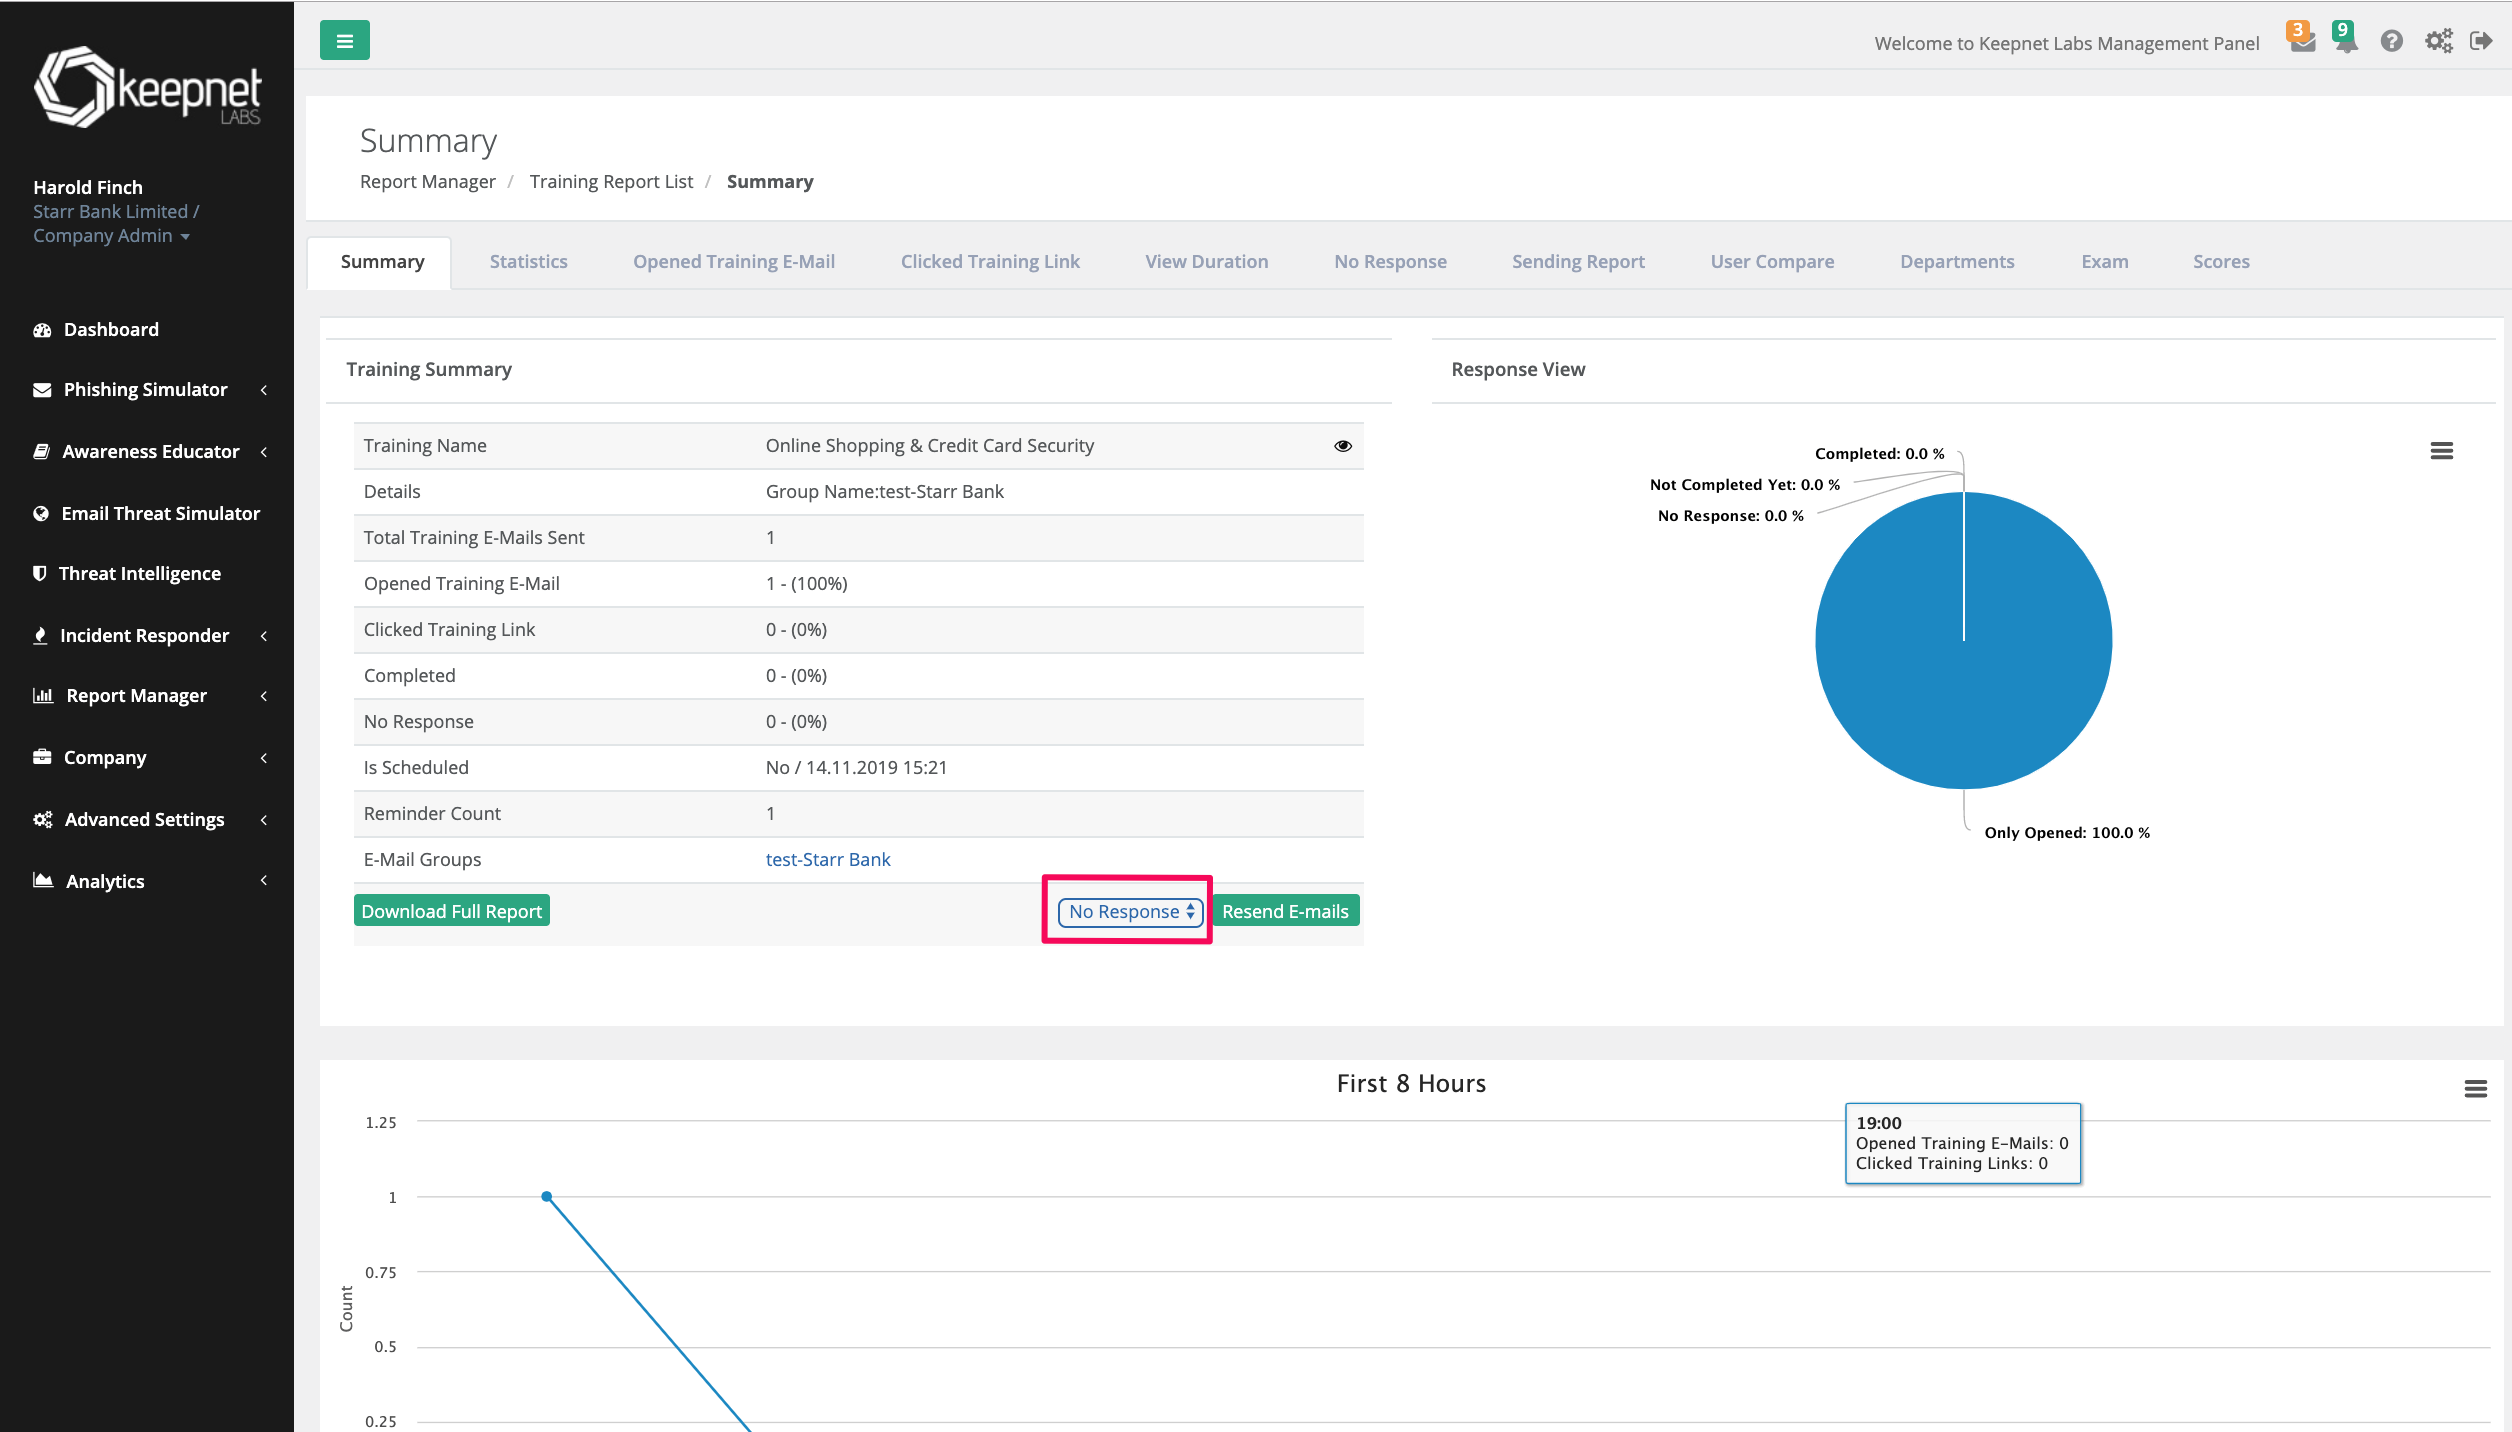 keepnet
LABS
Harold Finch
Starr Bank Limited /
Company Admin
Dashboard
Phishing Simulator
Awareness Educator
Email Threat Simulator
Threat Intelligence
Incident Responder
Report Manager
Company
Advanced Settings
Analytics
Welcome to Keepnet Labs Management Panel
3
9
Summary
Report Manager / Training Report List / Summary
Summary Statistics Opened Training E-Mail Clicked Training Link View Duration No Response Sending Report User Compare Departments Exam Scores
Training Summary
Training Name Online Shopping & Credit Card Security
Details Group Name:test-Starr Bank
Total Training E-Mails Sent 1
Opened Training E-Mail 1 - (100%)
Clicked Training Link 0 - (0%)
Completed 0 - (0%)
No Response 0 - (0%)
Is Scheduled No / 14.11.2019 15:21
Reminder Count 1
E-Mail Groups test-Starr Bank
Download Full Report No Response Resend E-mails
Response View
Completed: 0.0 %
Not Completed Yet: 0.0 %
No Response: 0.0 %
Only Opened: 100.0 %
First 8 Hours
1.25
1
0.75
0.5
0.25
Count
19:00
Opened Training E-Mails: 0
Clicked Training Links: 0